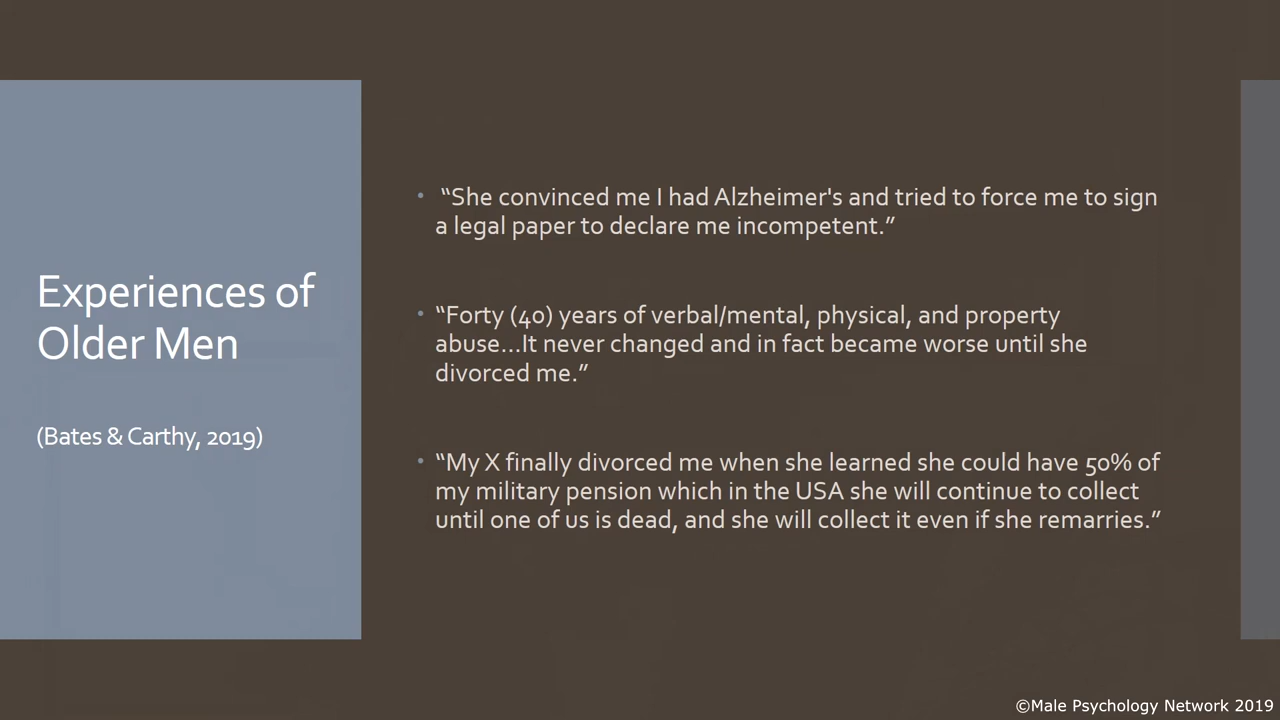 Experiences of
Older Men
(Bates & Carthy, 2019)
• “She convinced me I had Alzheimer's and tried to force me to sign
a legal paper to declare me incompetent.”
• “Forty (40) years of verbal/mental, physical, and property
abuse...It never changed and in fact became worse until she
divorced me.”
• “My X finally divorced me when she learned she could have 50% of
my military pension which in the USA she will continue to collect
until one of us is dead, and she will collect it even if she remarries.”
©Male Psychology Network 2019